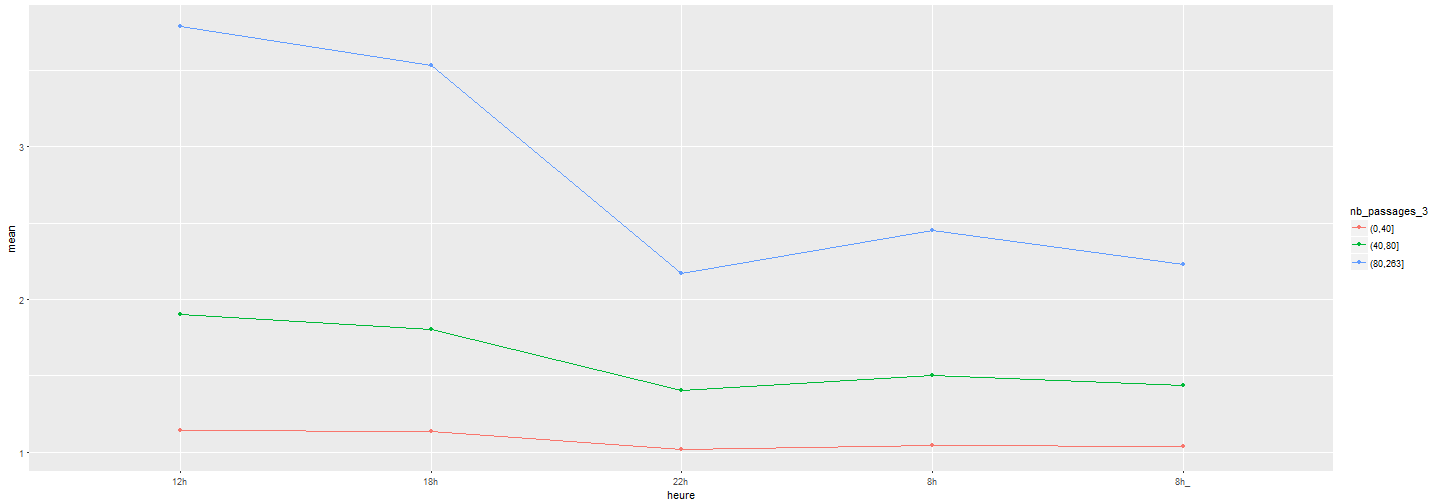 mean
3
2
1
12h
18h
22h
8h
8h_
heure
nb_passages_3
(0,40]
(40,80]
(80,263]